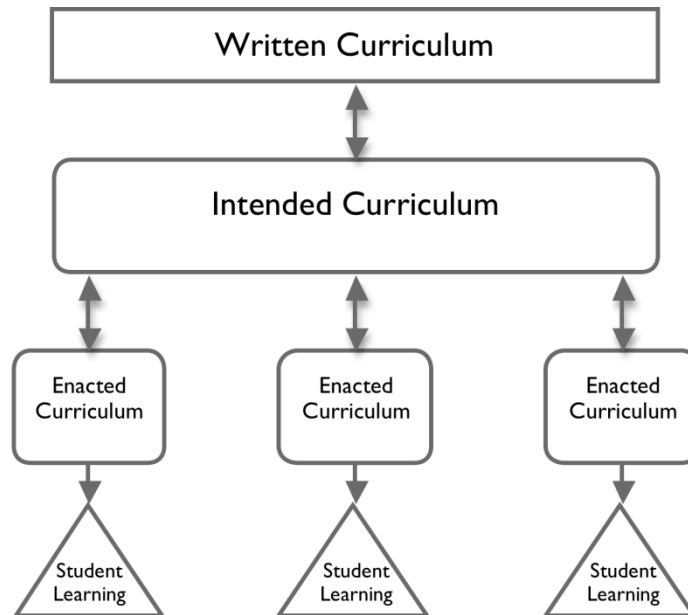 Written Curriculum
Intended Curriculum
Enacted
Curriculum
Enacted
Curriculum
Enacted
Curriculum
Student
Learning
Student
Learning
Student
Learning